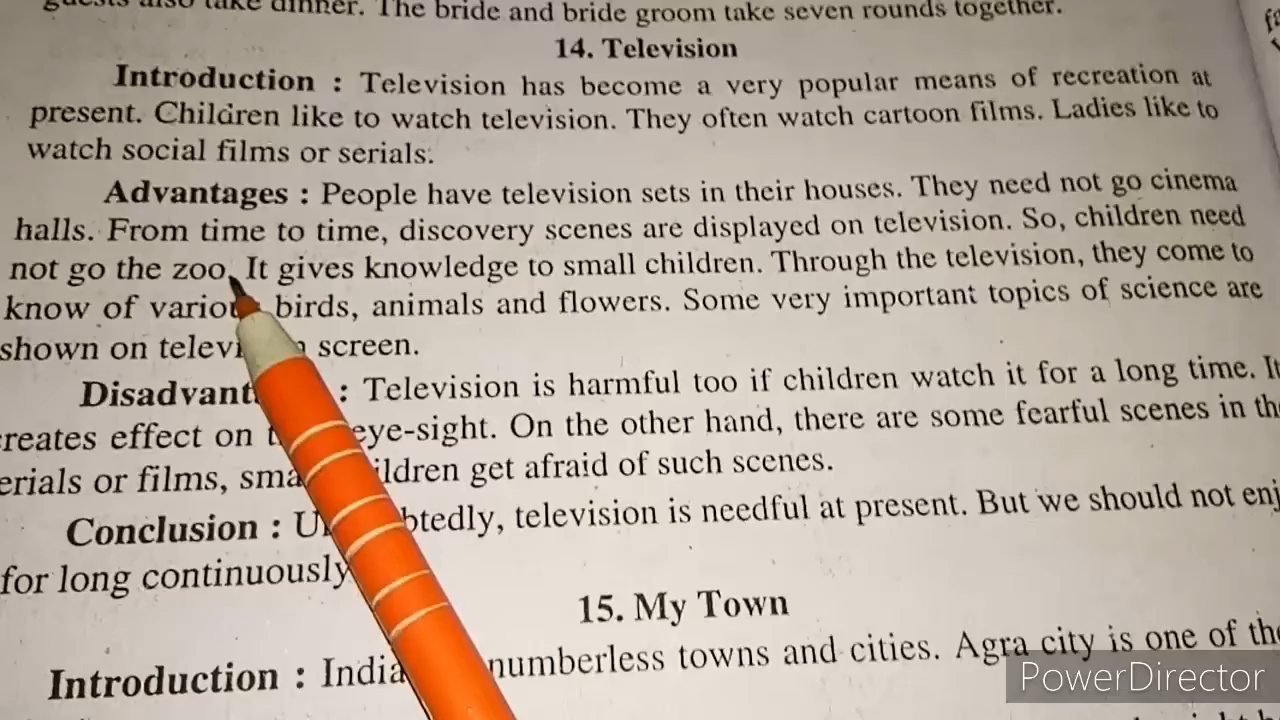 guests also take dinner. The bride and bride groom take seven rounds together.
14. Television
Introduction : Television has become a very popular means of recreation at
present. Children like to watch television. They often watch cartoon films. Ladies like to
watch social films or serials.
Advantages : People have television sets in their houses. They need not go cinema
halls. From time to time, discovery scenes are displayed on television. So, children need
not go the zoo. It gives knowledge to small children. Through the television, they come to
know of variou birds, animals and flowers. Some very important topics of science are
shown on televi screen.
Disadvant : Television is harmful too if children watch it for a long time. It
reates effect on eye-sight. On the other hand, there are some fearful scenes in the
erials or films, sma ildren get afraid of such scenes.
Conclusion : U btedly, television is needful at present. But we should not enj
for long continuously
15. My Town
Introduction : India numberless towns and cities. Agra city is one of the
PowerDirector